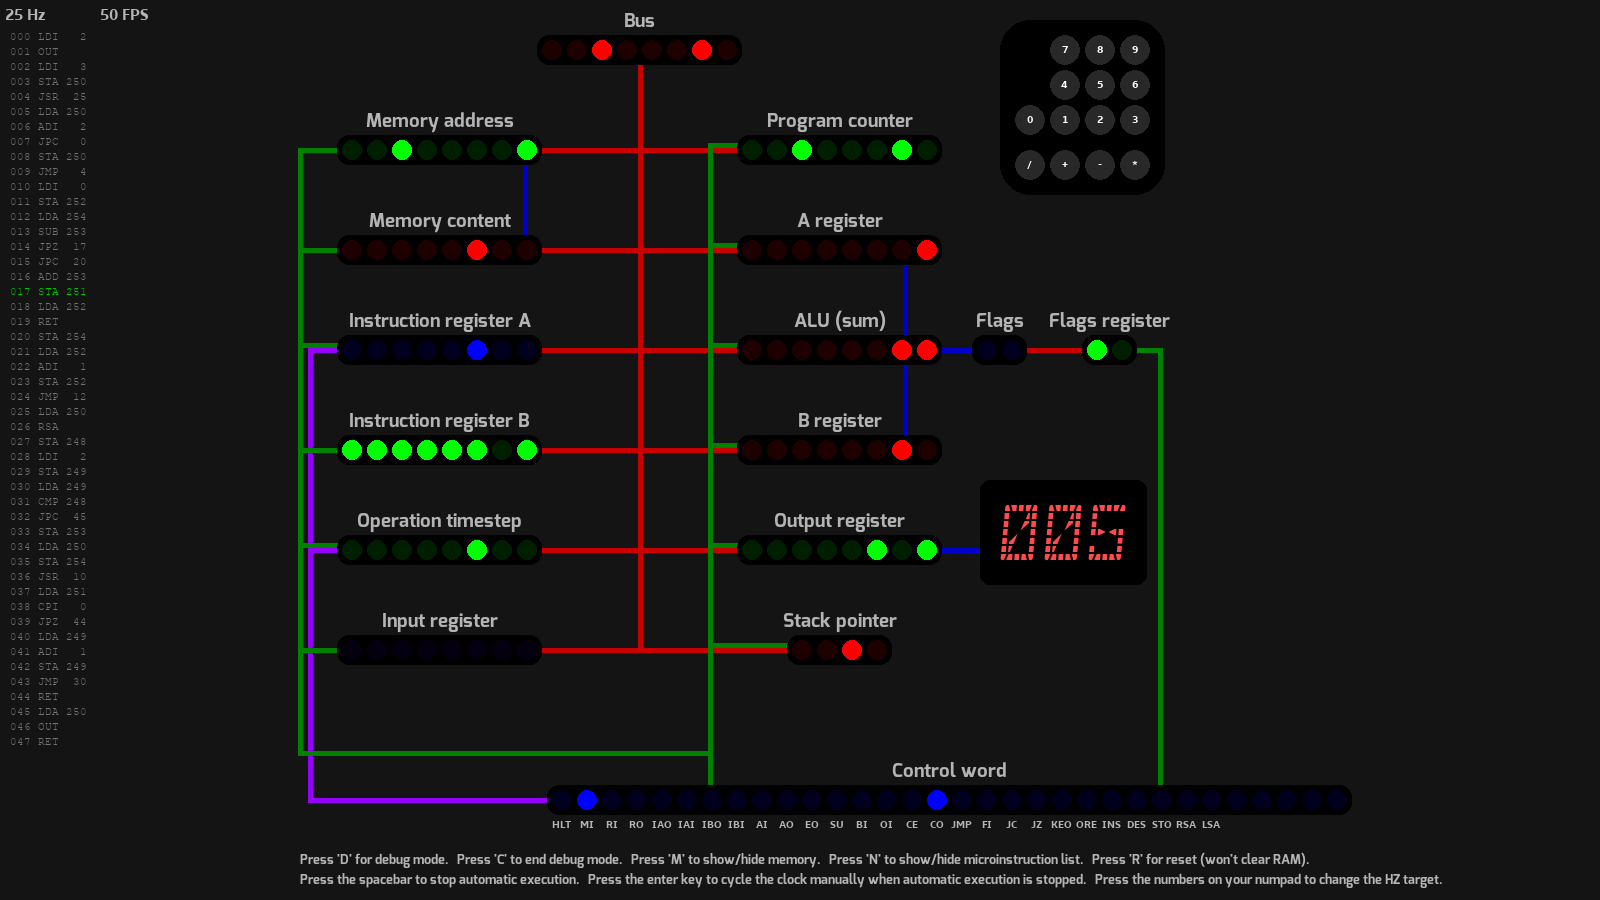 25 Hz 50 FPS
Bus
000 LDI 2
001 OUT
002 LDI 3
003 STA 250
004 JSR 25
005 LDA 250
006 ADI 2
007 JPC 0
008 STA 250
009 JMP 4
010 LDI 0
011 STA 252
012 LDA 254
013 SUB 253
014 JPZ 17
015 JPC 20
016 ADD 253
017 STA 251
018 LDA 252
019 RET
020 STA 254
021 LDA 252
022 ADI 1
023 STA 252
024 JMP 12
025 LDA 250
026 RSA
027 STA 248
028 LDI 2
029 STA 249
030 LDA 249
031 CMP 248
032 JPC 45
033 STA 253
034 LDA 250
035 STA 254
036 JSR 10
037 LDA 251
038 CPI 0
039 JPZ 44
040 LDA 249
041 ADI 1
042 STA 249
043 JMP 30
044 RET
045 LDA 250
046 OUT
047 RET
7 8 9
4 5 6
0 1 2 3
/ + - *
Memory address Program counter
Memory content A register
Instruction register A ALU (sum) Flags Flags register
Instruction register B B register
Operation timestep Output register
005
Input register Stack pointer
Control word
HLT MI RI RO IAO IAI IBO IBI AI AO EO SU BI OI CE CO JMP FI JC JZ KEO ORE INS DES STO RSA LSA
Press 'D' for debug mode. Press 'C' to end debug mode. Press 'M' to show/hide memory. Press 'N' to show/hide microinstruction list. Press 'R' for reset (won't clear RAM).
Press the spacebar to stop automatic execution. Press the enter key to cycle the clock manually when automatic execution is stopped. Press the numbers on your numpad to change the HZ target.